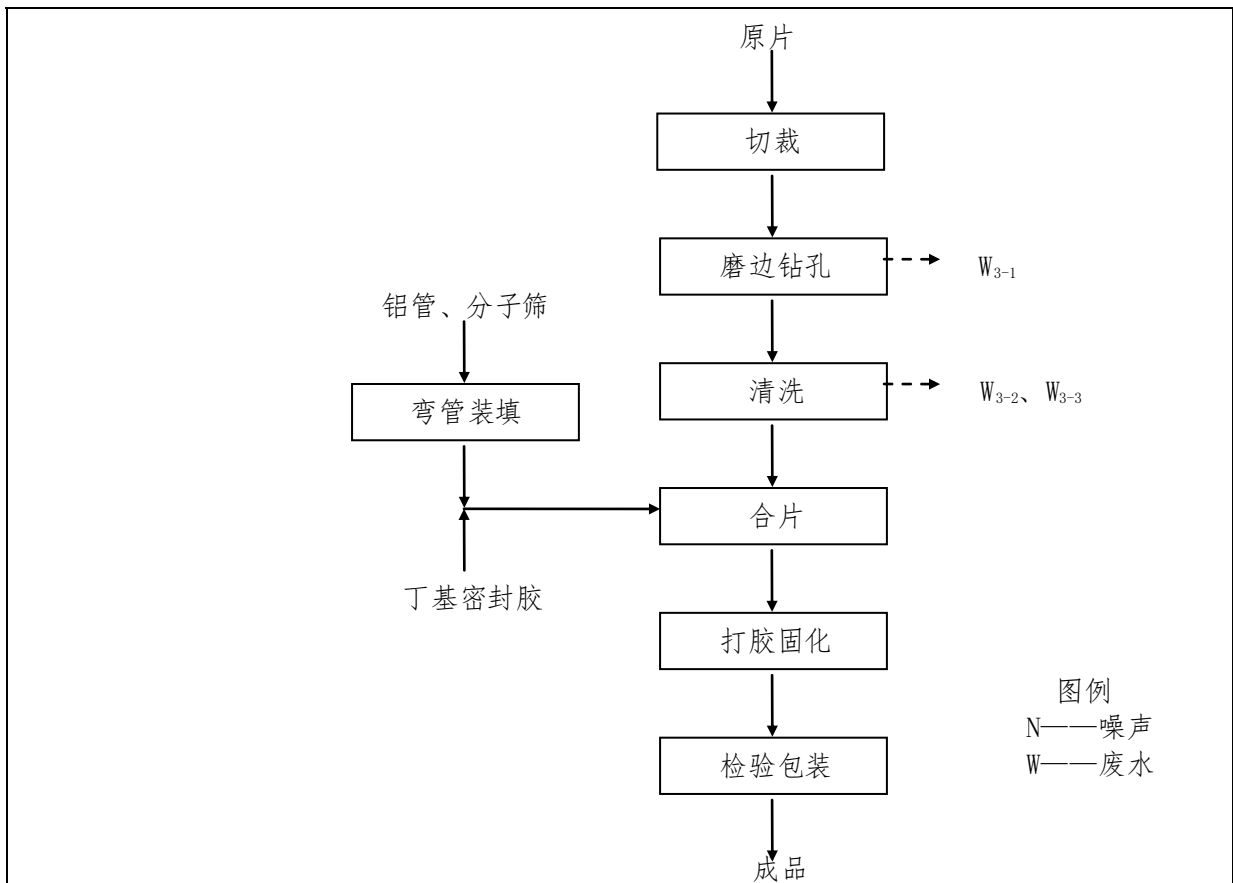 原片
切裁
磨边钻孔
W3-1
铝管、分子筛
清洗
W3-2、W3-3
弯管装填
合片
丁基密封胶
打胶固化
图例
N——噪声
W——废水
检验包装
成品